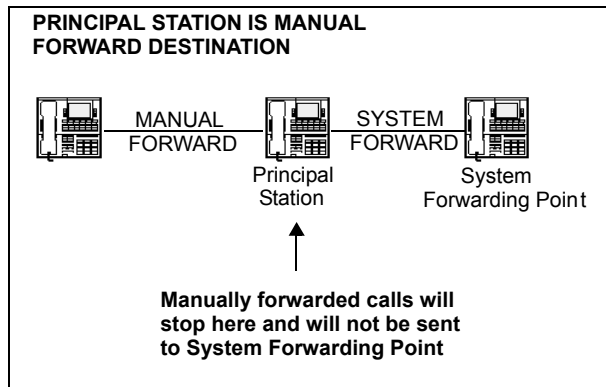 PRINCIPAL STATION IS MANUAL
FORWARD DESTINATION
MANUAL
FORWARD
SYSTEM
FORWARD
Principal
Station
System
Forwarding Point
Manually forwarded calls will
stop here and will not be sent
to System Forwarding Point